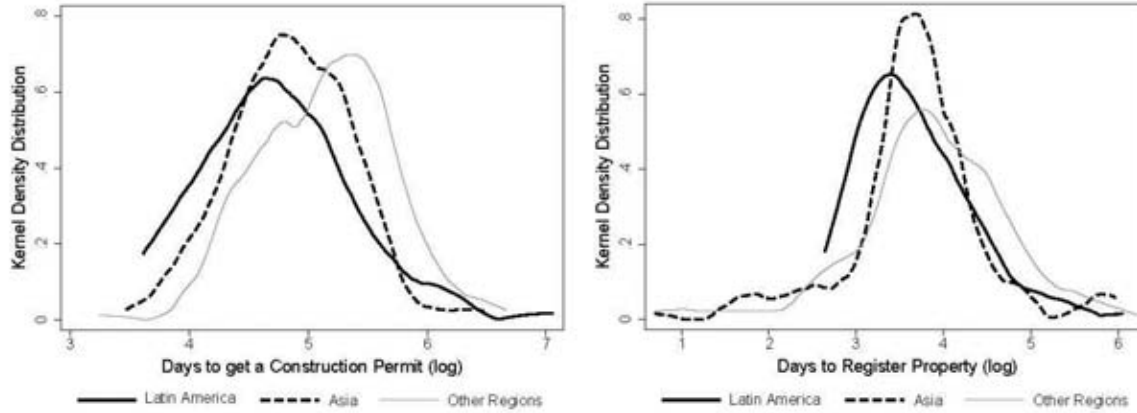 Kernel Density Distribution
0 .2 .4 .6 .8
3 4 5 6 7
Days to get a Construction Permit (log)
Latin America Asia Other Regions
Kernel Density Distribution
0 .2 .4 .6 .8
1 2 3 4 5 6
Days to Register Property (log)
Latin America Asia Other Regions